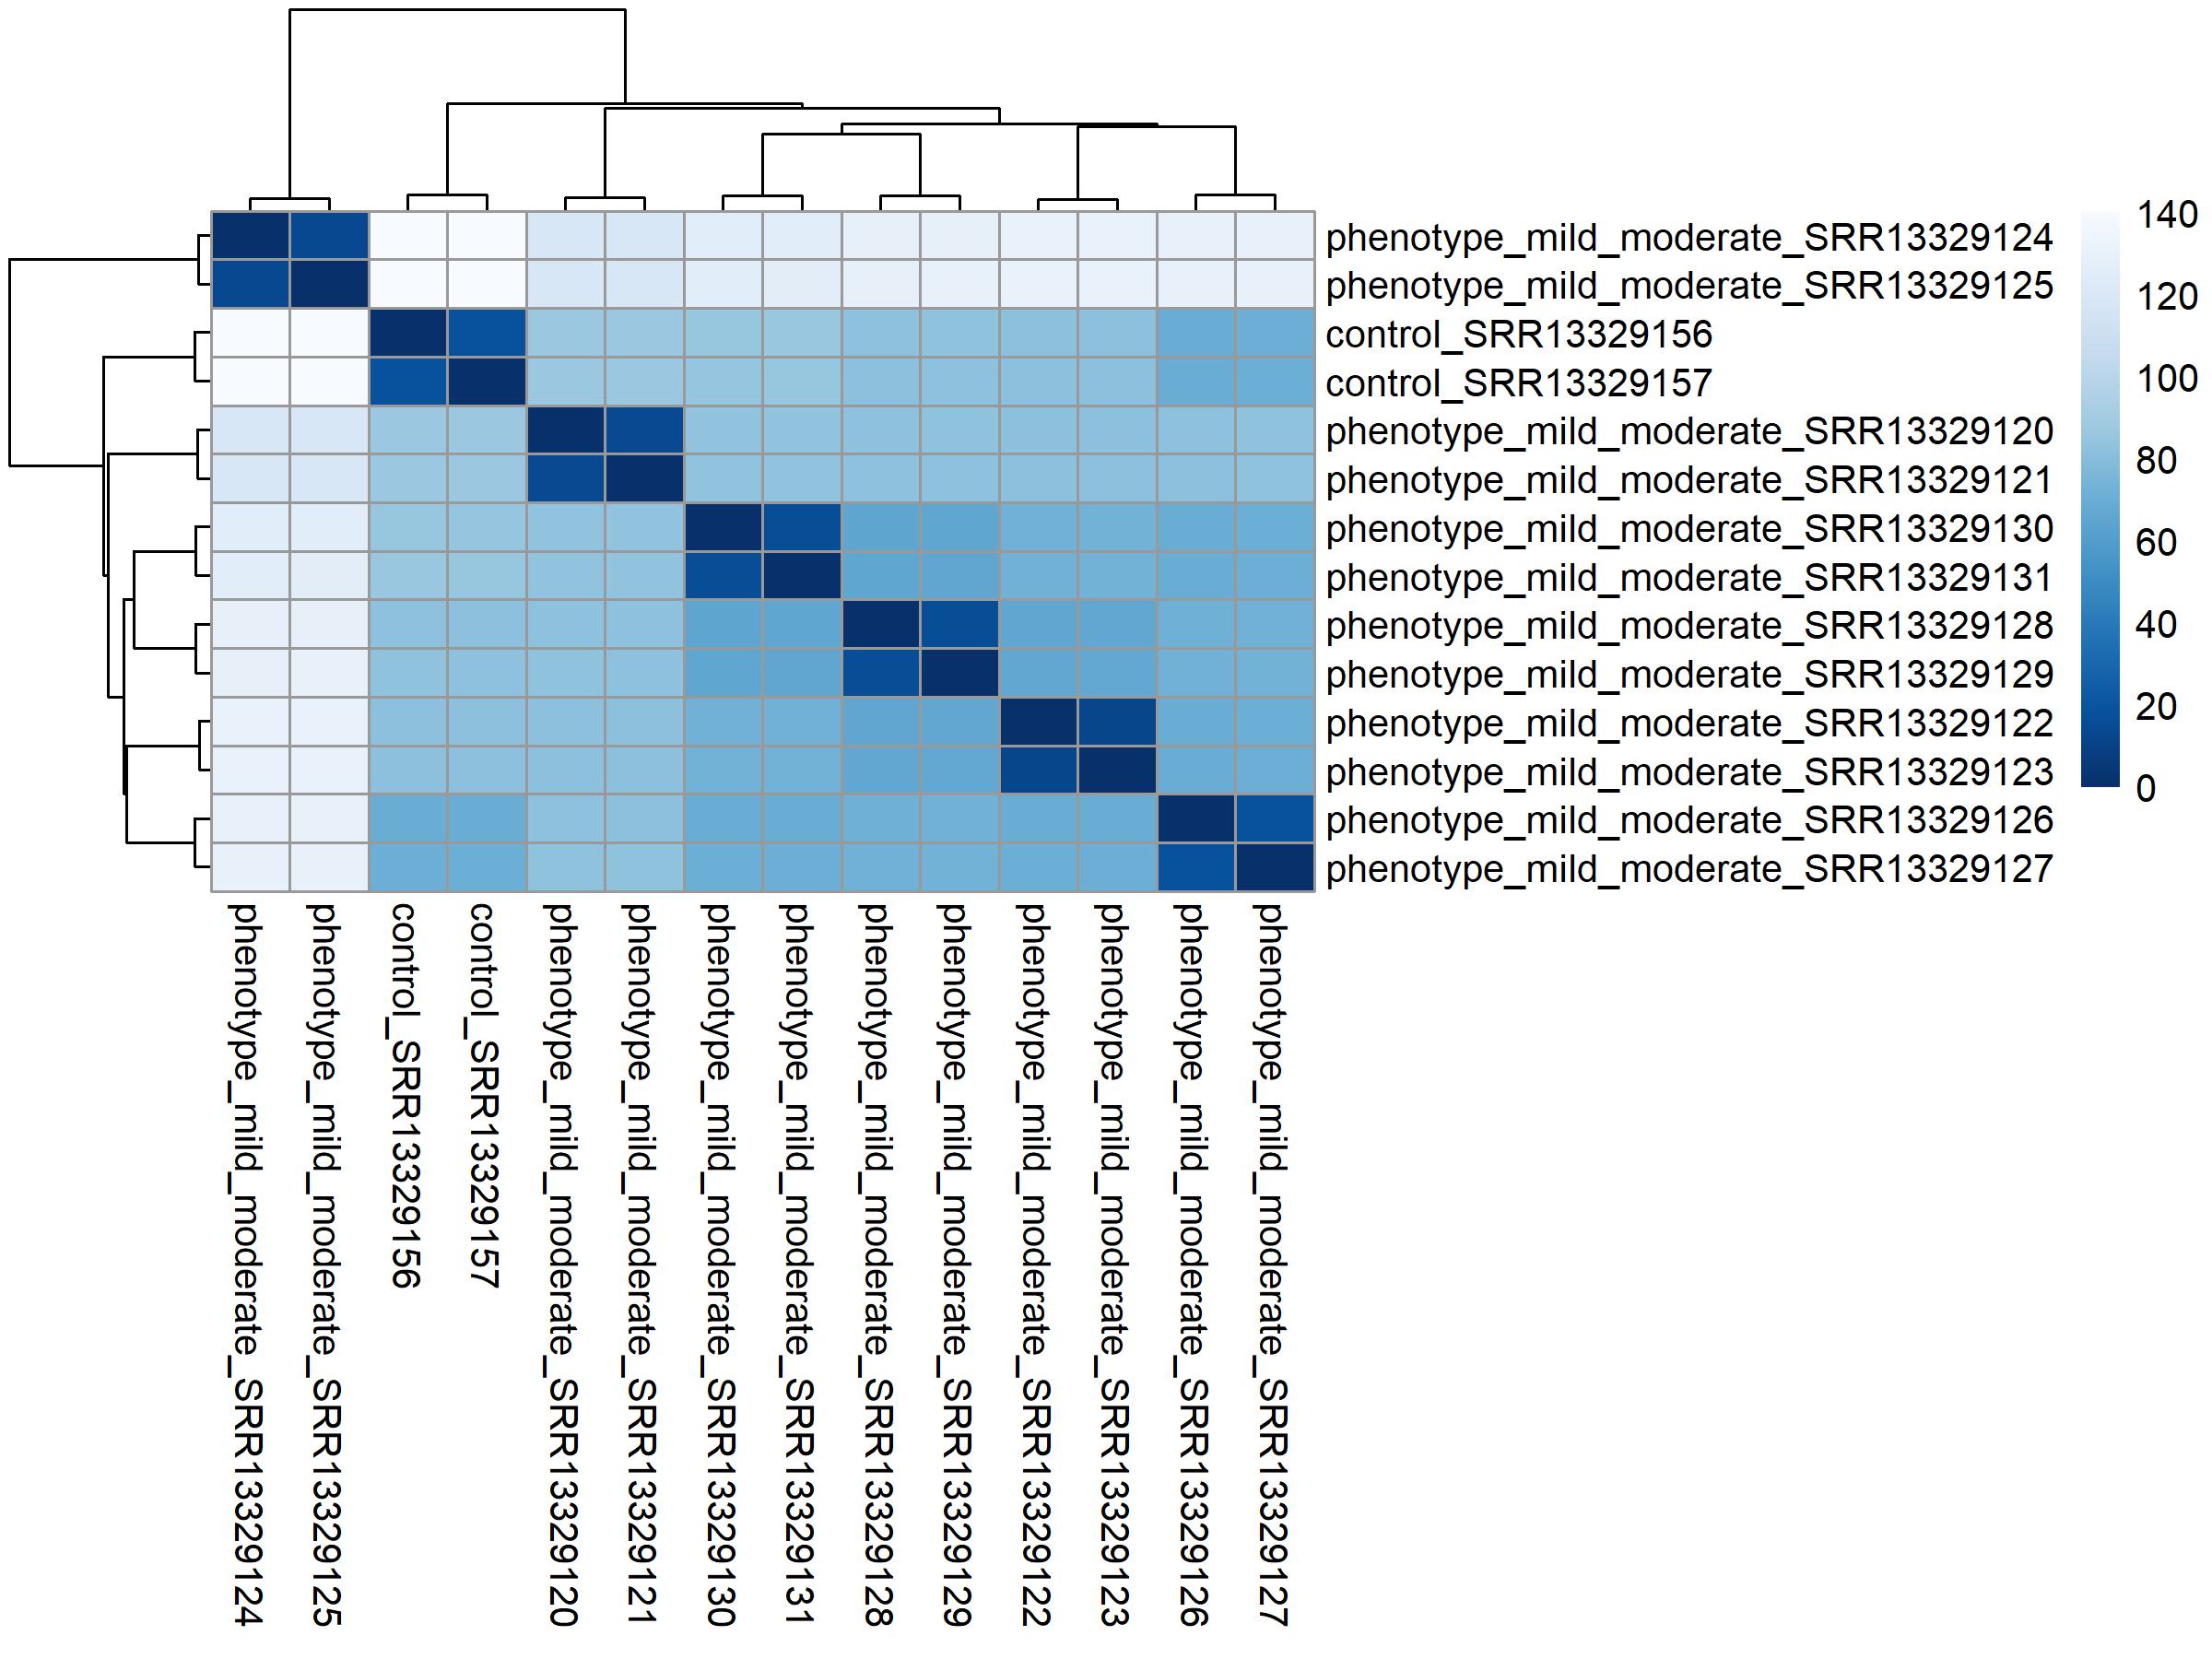 phenotype_mild_moderate_SRR13329124
phenotype_mild_moderate_SRR13329125
control_SRR13329156
control_SRR13329157
phenotype_mild_moderate_SRR13329120
phenotype_mild_moderate_SRR13329121
phenotype_mild_moderate_SRR13329130
phenotype_mild_moderate_SRR13329131
phenotype_mild_moderate_SRR13329128
phenotype_mild_moderate_SRR13329129
phenotype_mild_moderate_SRR13329122
phenotype_mild_moderate_SRR13329123
phenotype_mild_moderate_SRR13329126
phenotype_mild_moderate_SRR13329127
140
120
100
80
60
40
20
0
phenotype_mild_moderate_SRR13329124
phenotype_mild_moderate_SRR13329125
control_SRR13329156
control_SRR13329157
phenotype_mild_moderate_SRR13329120
phenotype_mild_moderate_SRR13329121
phenotype_mild_moderate_SRR13329130
phenotype_mild_moderate_SRR13329131
phenotype_mild_moderate_SRR13329128
phenotype_mild_moderate_SRR13329129
phenotype_mild_moderate_SRR13329122
phenotype_mild_moderate_SRR13329123
phenotype_mild_moderate_SRR13329126
phenotype_mild_moderate_SRR13329127